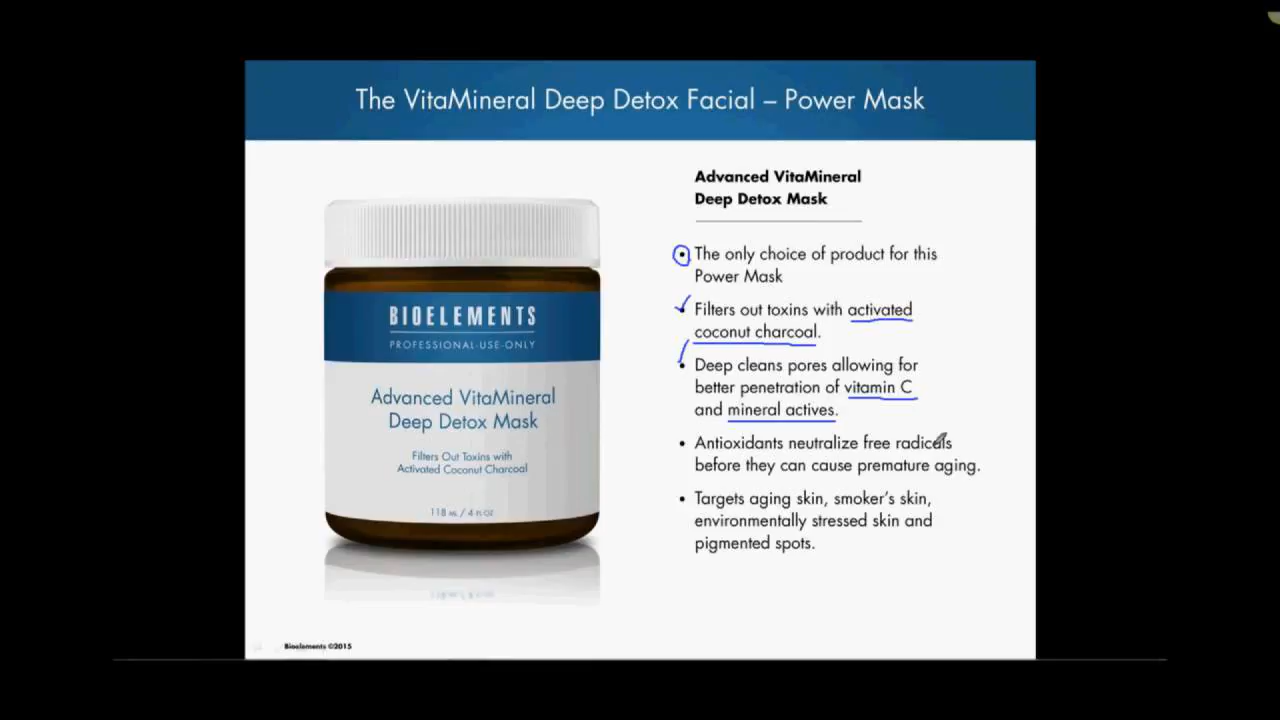 The VitaMineral Deep Detox Facial – Power Mask
BIOELEMENTS
PROFESSIONAL-USE-ONLY
Advanced VitaMineral
Deep Detox Mask
Filters Out Toxins with
Activated Coconut Charcoal
118 ML / 4 fl oz
Advanced VitaMineral
Deep Detox Mask
• The only choice of product for this
Power Mask
• Filters out toxins with activated
coconut charcoal.
• Deep cleans pores allowing for
better penetration of vitamin C
and mineral actives.
• Antioxidants neutralize free radicals
before they can cause premature aging.
• Targets aging skin, smoker's skin,
environmentally stressed skin and
pigmented spots.
Bioelements ©2015